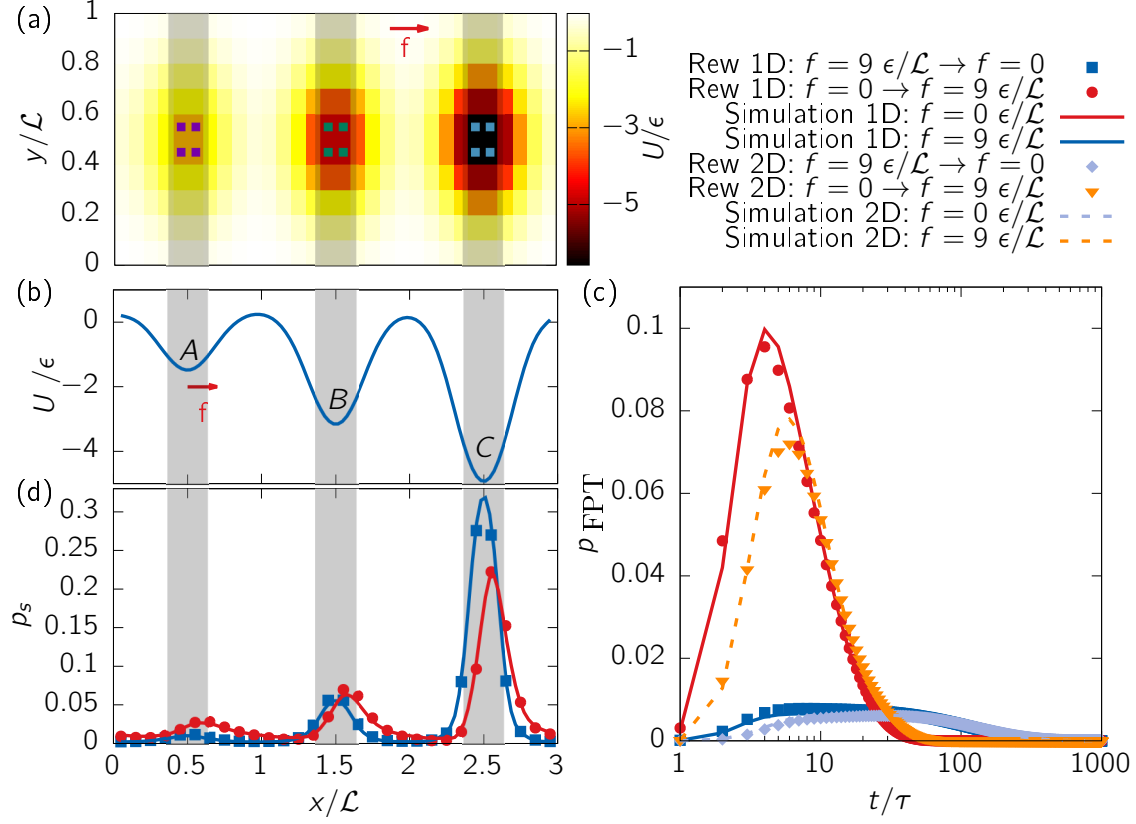 (a)
1
0.8
0.6
0.4
0.2
0
y/ℒ
f
−1
−3
−5
U/ϵ
Rew 1D: f = 9 ϵ/ℒ → f = 0
Rew 1D: f = 0 → f = 9 ϵ/ℒ
Simulation 1D: f = 0 ϵ/ℒ
Simulation 1D: f = 9 ϵ/ℒ
Rew 2D: f = 9 ϵ/ℒ → f = 0
Rew 2D: f = 0 → f = 9 ϵ/ℒ
Simulation 2D: f = 0 ϵ/ℒ
Simulation 2D: f = 9 ϵ/ℒ
(b)
0
−2
−4
U /ϵ
A
f
B
C
(d)
0.3
0.25
0.2
0.15
0.1
0.05
0
p_s
0 0.5 1 1.5 2 2.5 3
x/ℒ
(c)
0.1
0.08
0.06
0.04
0.02
0
p FPT
1 10 100 1000
t/τ